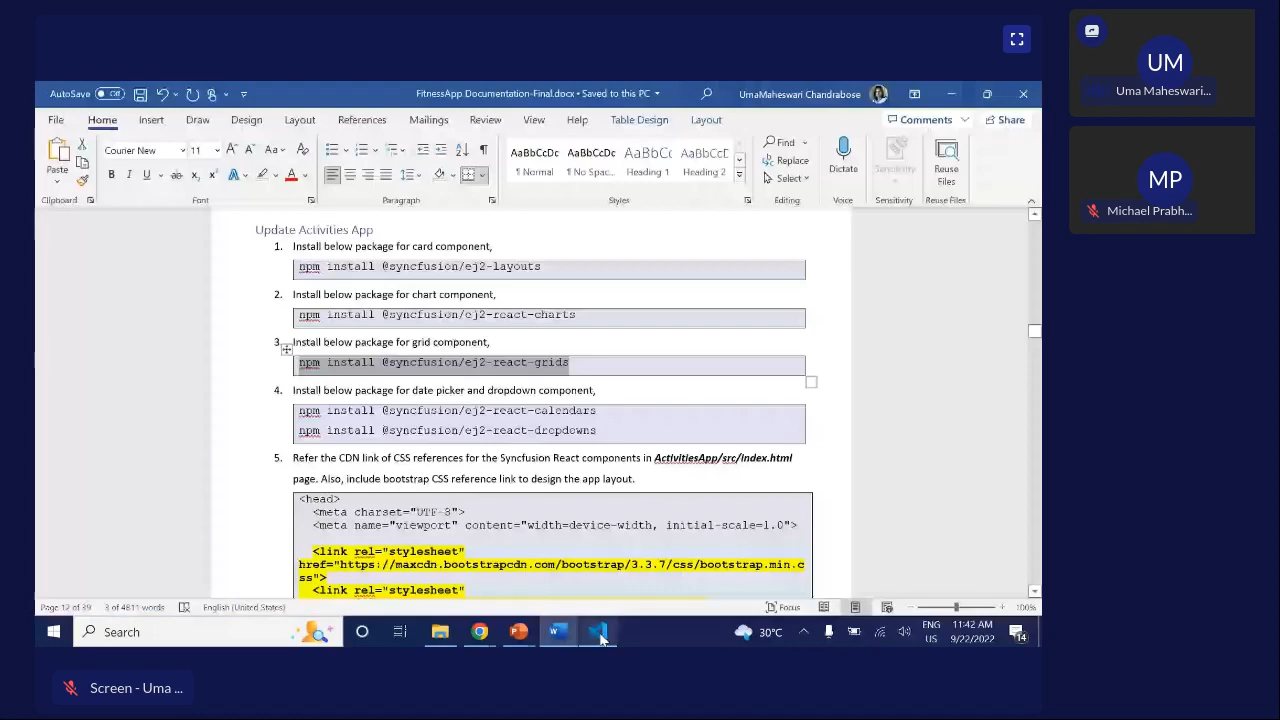 AutoSave Off
FitnessApp Documentation-Final.docx • Saved to this PC
UmaMaheswari Chandrabose
File Home Insert Draw Design Layout References Mailings Review View Help Table Design Layout
Comments Share
Paste
Courier New 11
Clipboard
Font
Paragraph
AaBbCcDc AaBbCcDc AaBbCcD AaBbCcD
¶ Normal ¶ No Spac... Heading 1 Heading 2
Styles
Find
Replace
Select
Editing
Dictate
Voice
Sensitivity
Sensitivity
Reuse Files
Reuse Files
Update Activities App
1. Install below package for card component,
npm install @syncfusion/ej2-layouts
2. Install below package for chart component,
npm install @syncfusion/ej2-react-charts
3. Install below package for grid component,
npm install @syncfusion/ej2-react-grids
4. Install below package for date picker and dropdown component,
npm install @syncfusion/ej2-react-calendars
npm install @syncfusion/ej2-react-dropdowns
5. Refer the CDN link of CSS references for the Syncfusion React components in ActivitiesApp/src/index.html
page. Also, include bootstrap CSS reference link to design the app layout.
<head>
<meta charset="UTF-8">
<meta name="viewport" content="width=device-width, initial-scale=1.0">
<link rel="stylesheet"
href="https://maxcdn.bootstrapcdn.com/bootstrap/3.3.7/css/bootstrap.min.c
ss">
<link rel="stylesheet"
Page 12 of 39 3 of 4811 words English (United States) Focus 100%
Search
30°C
ENG
US
11:42 AM
9/22/2022
14
Screen - Uma ...
UM
Uma Maheswari...
MP
Michael Prabh...